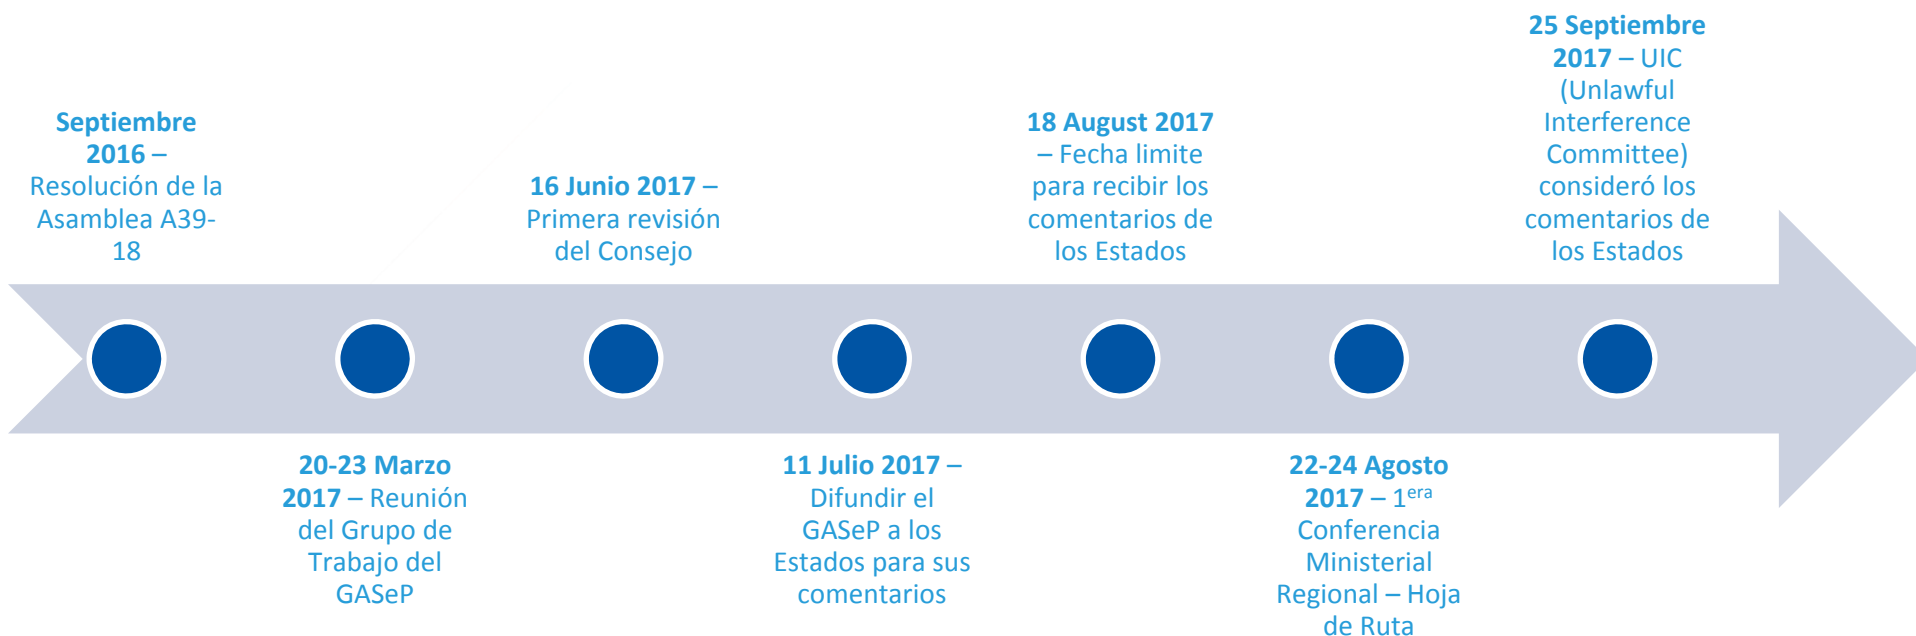 Septiembre
2016 –
Resolución de la
Asamblea A39-
18
20-23 Marzo
2017 – Reunión
del Grupo de
Trabajo del
GASeP
16 Junio 2017 –
Primera revisión
del Consejo
11 Julio 2017 –
Difundir el
GASeP a los
Estados para sus
comentarios
18 August 2017
– Fecha limite
para recibir los
comentarios de
los Estados
22-24 Agosto
2017 – 1era
Conferencia
Ministerial
Regional – Hoja
de Ruta
25 Septiembre
2017 – UIC
(Unlawful
Interference
Committee)
consideró los
comentarios de
los Estados